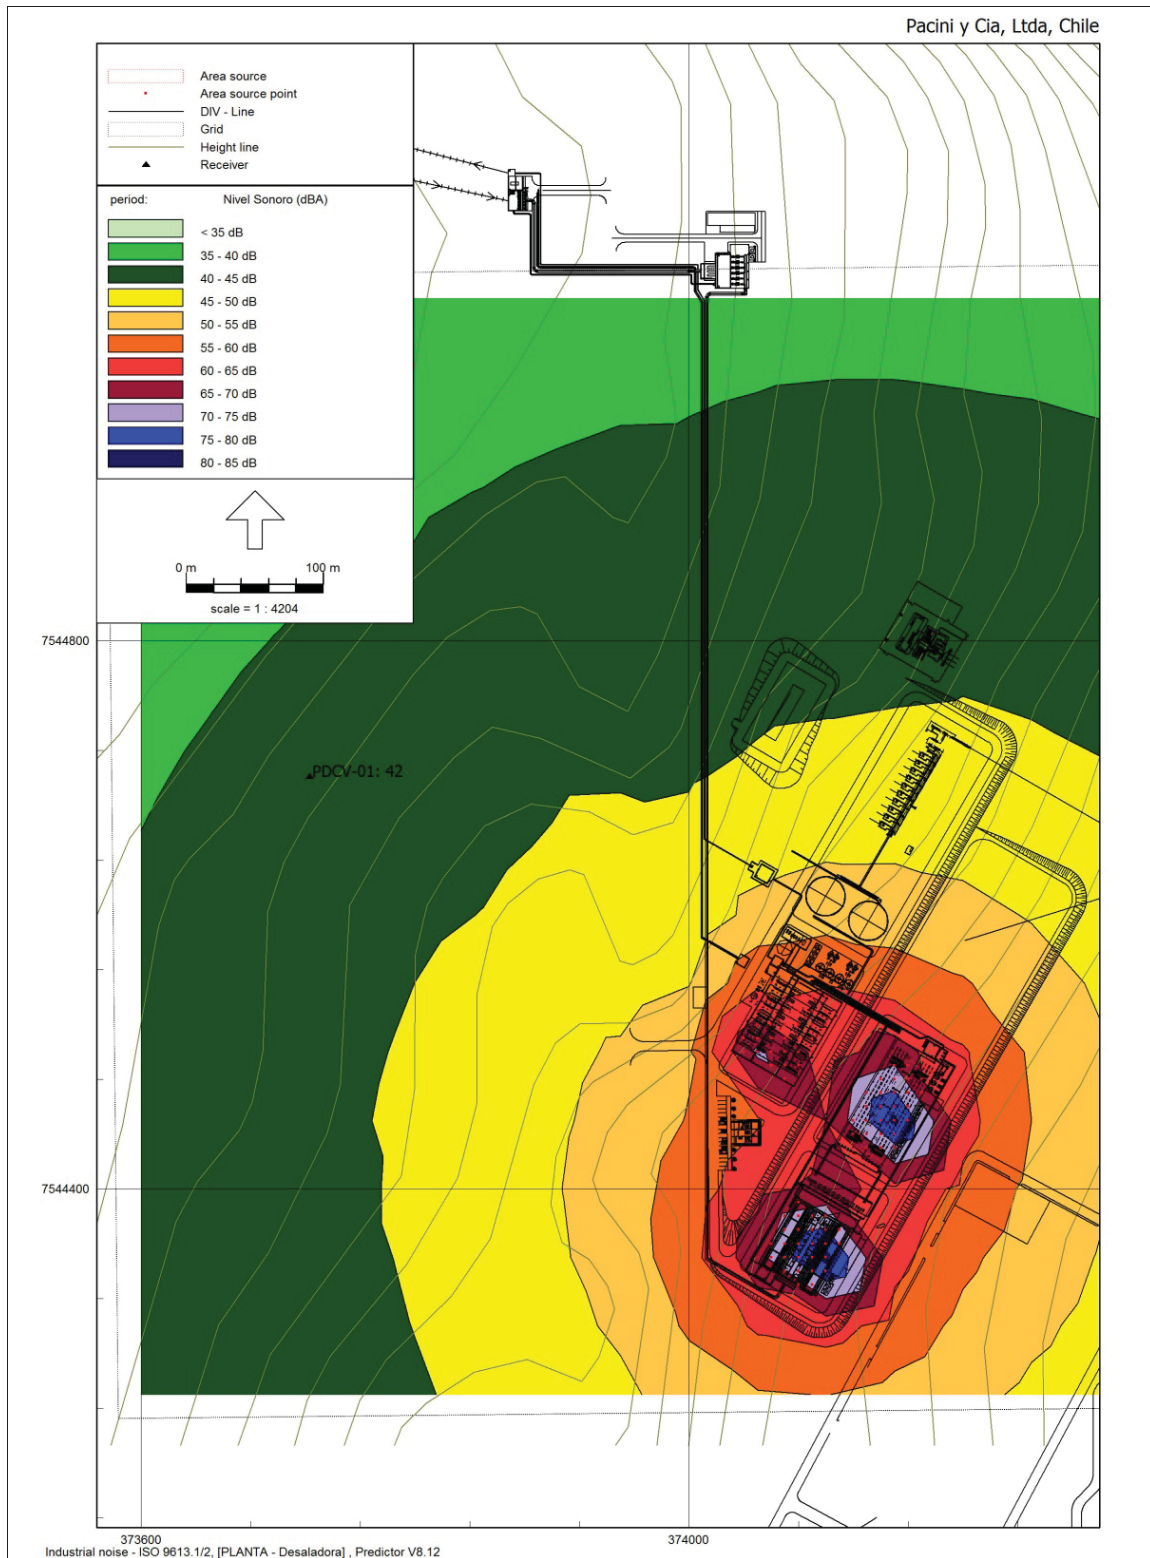 Pacini y Cia, Ltda, Chile
Area source
Area source point
DIV - Line
Grid
Height line
Receiver
period: Nivel Sonoro (dBA)
< 35 dB
35 - 40 dB
40 - 45 dB
45 - 50 dB
50 - 55 dB
55 - 60 dB
60 - 65 dB
65 - 70 dB
70 - 75 dB
75 - 80 dB
80 - 85 dB
0 m 100 m
scale = 1 : 4204
7544800
PDCV-01: 42
7544400
373600 374000
Industrial noise - ISO 9613.1/2, [PLANTA - Desaladora] , Predictor V8.12